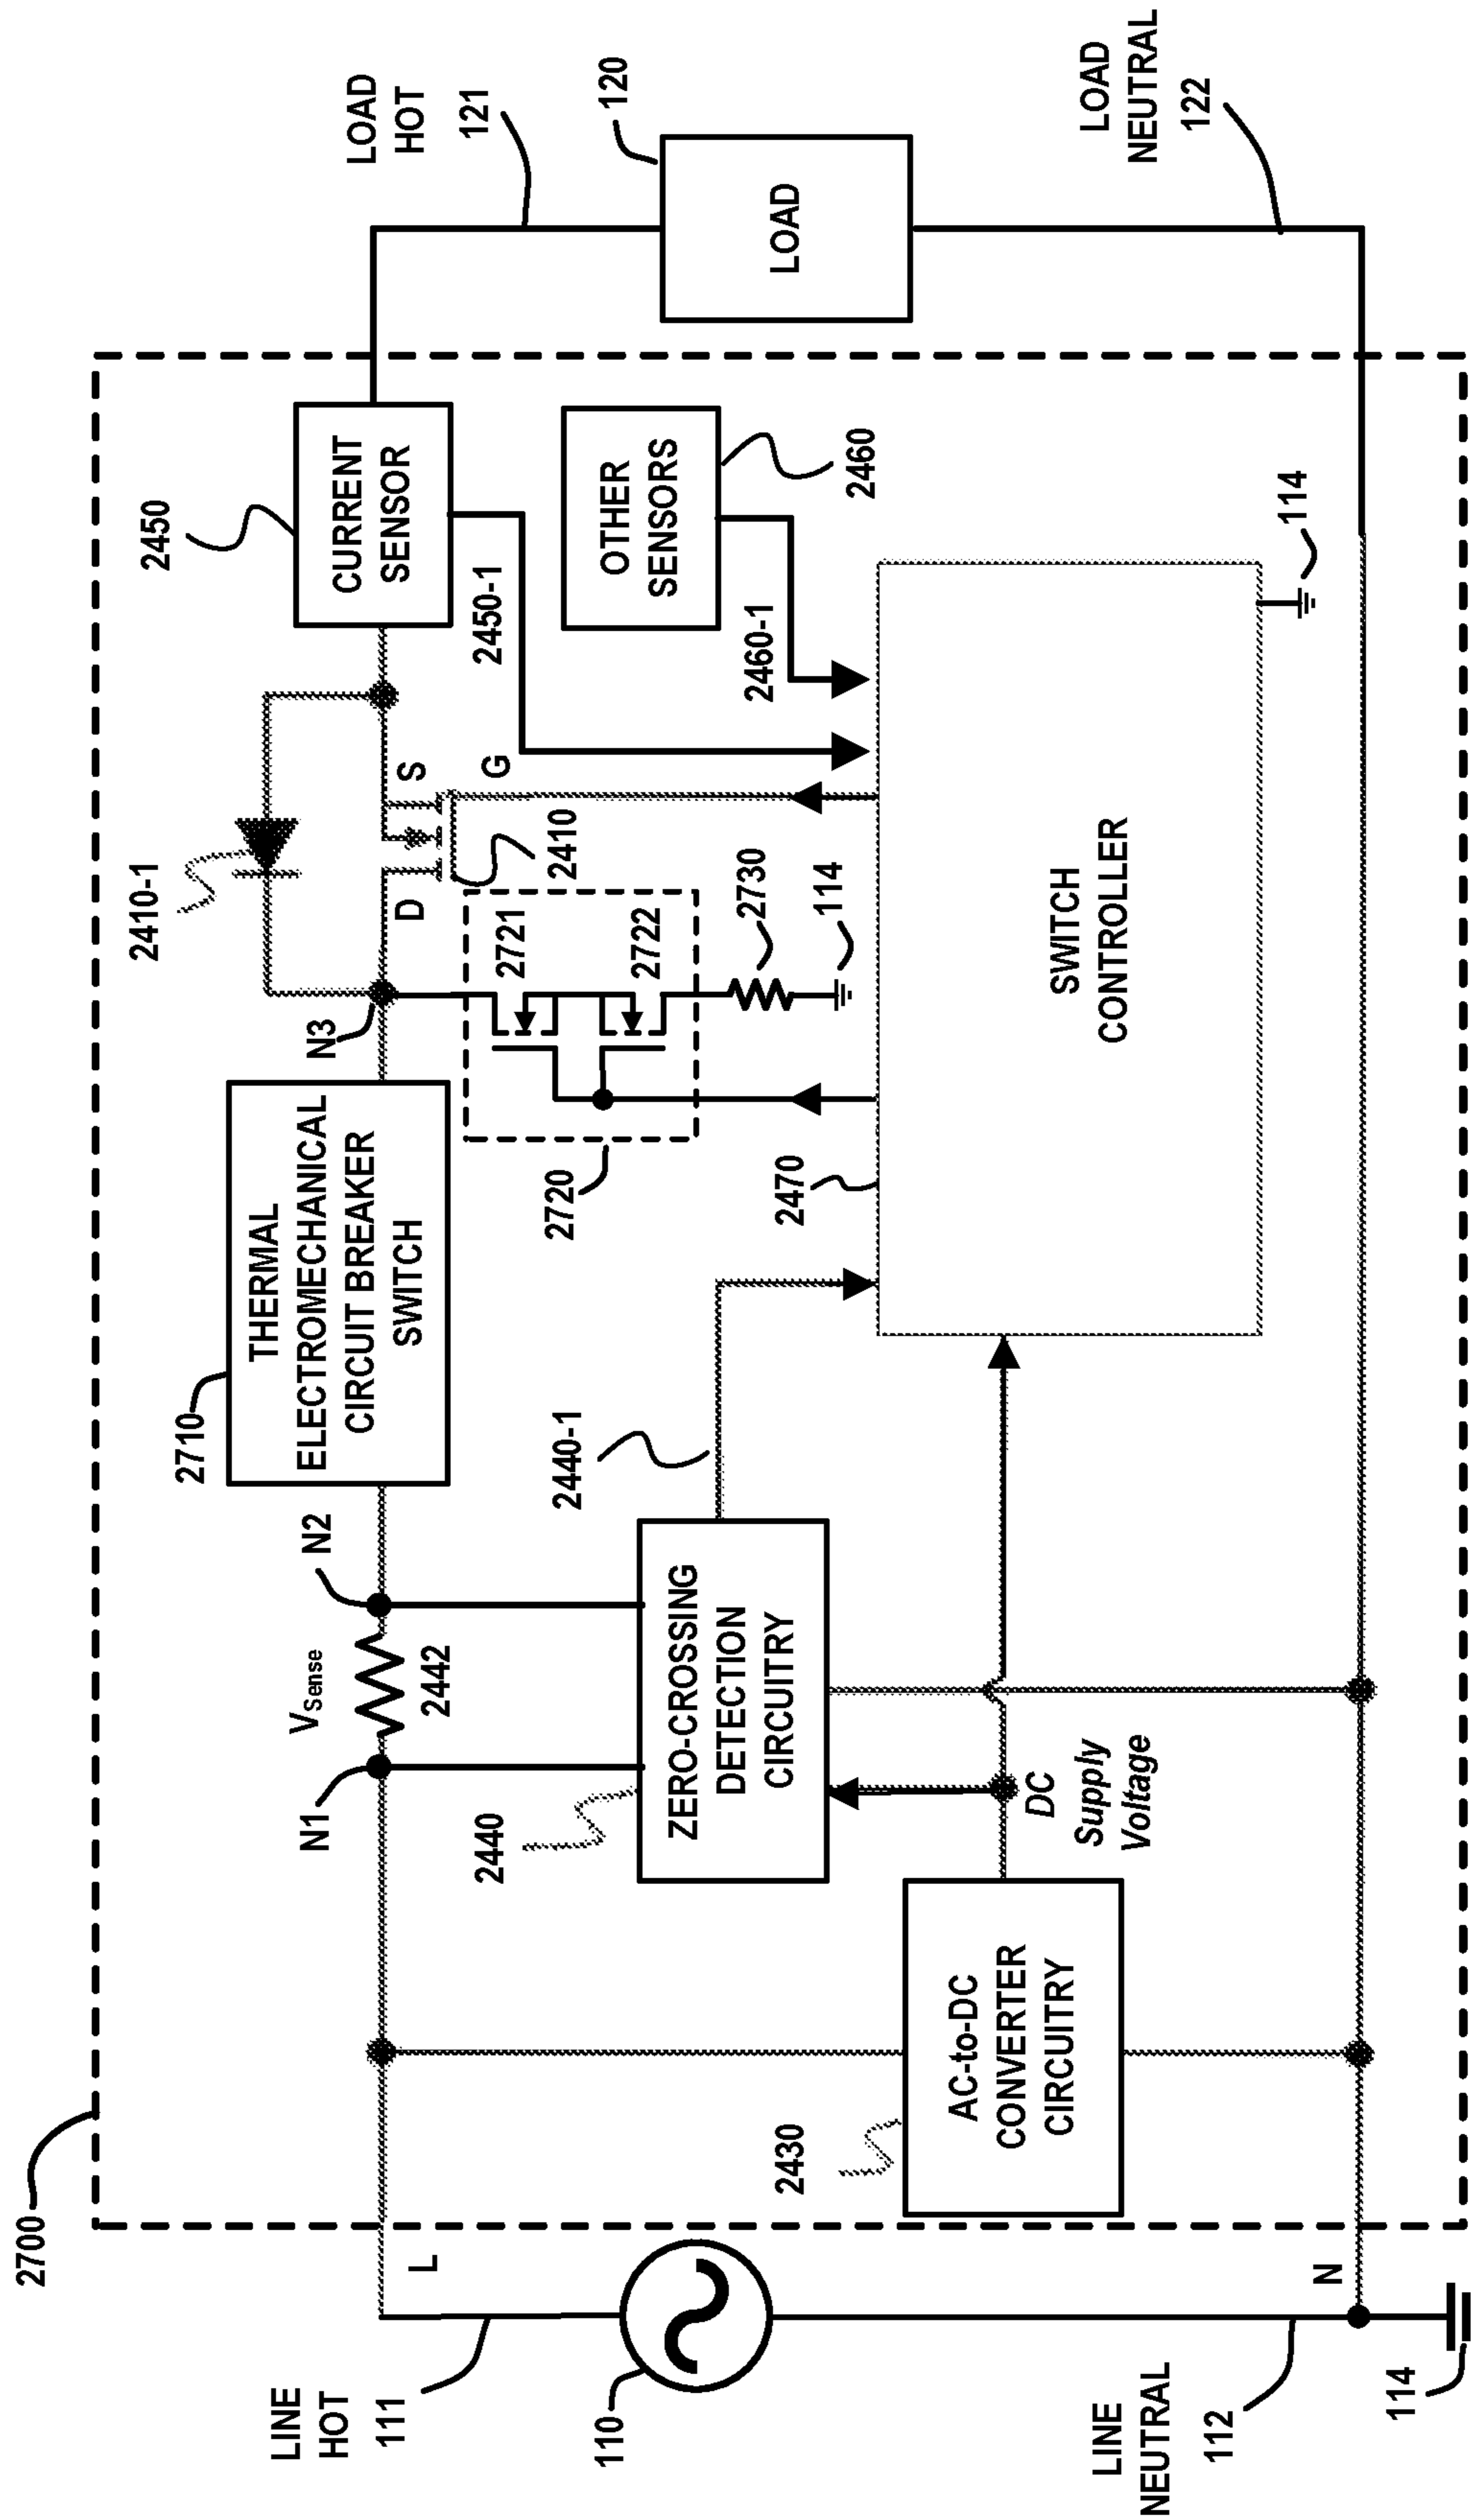 2700
LINE
HOT
111
L
110
LINE
NEUTRAL
112
N
114
N1
VSense
2442
N2
2710
THERMAL
ELECTROMECHANICAL
CIRCUIT BREAKER
SWITCH
N3
2410-1
D
S
G
2410
2450
CURRENT
SENSOR
2450-1
LOAD
HOT
121
120
LOAD
LOAD
NEUTRAL
122
OTHER
SENSORS
2460
2460-1
2720
2721
2722
2730
114
2440
ZERO-CROSSING
DETECTION
CIRCUITRY
2440-1
2470
SWITCH
CONTROLLER
114
2430
AC-to-DC
CONVERTER
CIRCUITRY
DC
Supply
Voltage